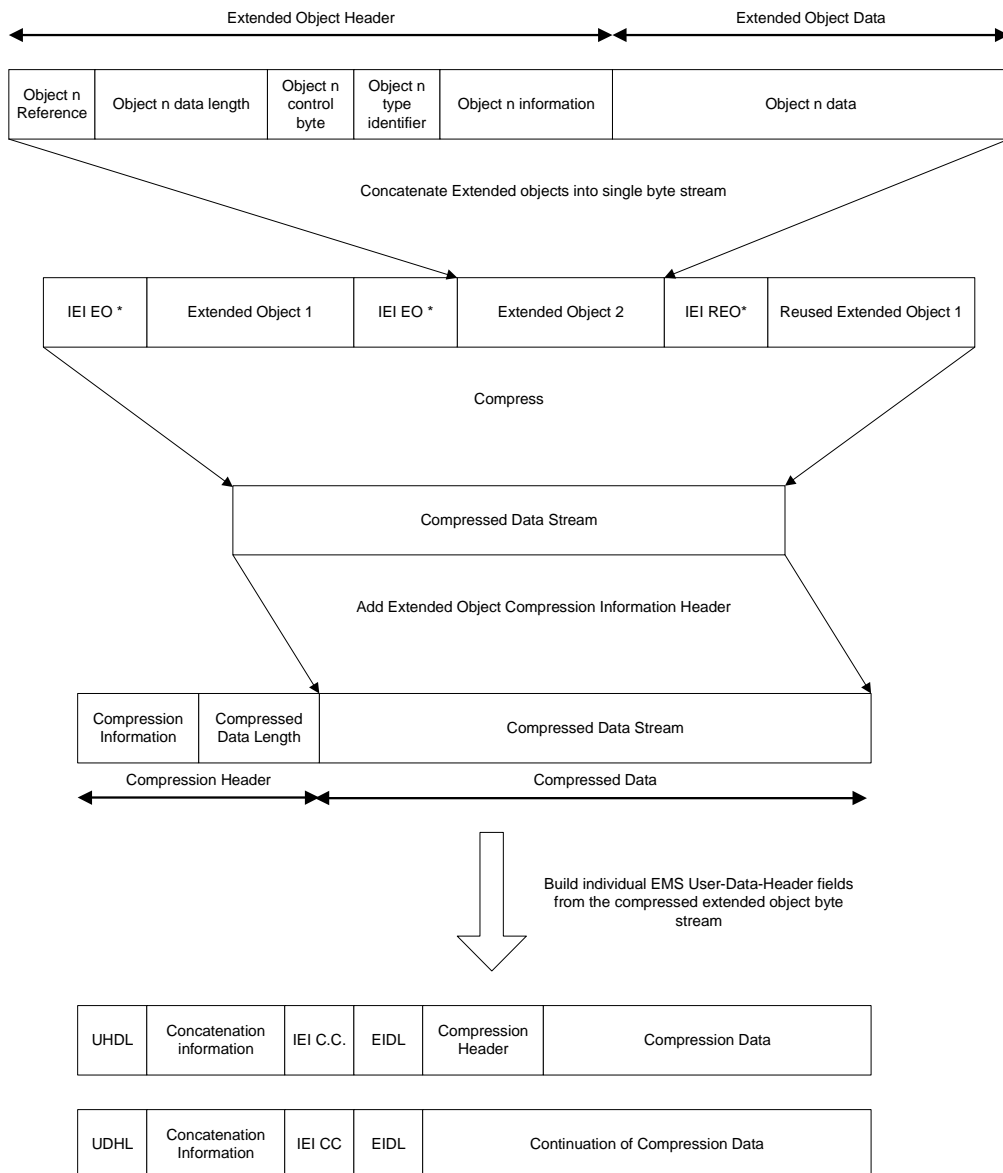 Extended Object Header
Extended Object Data
Object n
Reference
Object n data length
Object n
control
byte
Object n
type
identifier
Object n information
Object n data
Concatenate Extended objects into single byte stream
IEI EO *
Extended Object 1
IEI EO *
Extended Object 2
IEI REO*
Reused Extended Object 1
Compress
Compressed Data Stream
Add Extended Object Compression Information Header
Compression
Information
Compressed
Data Length
Compressed Data Stream
Compression Header
Compressed Data
Build individual EMS User-Data-Header fields
from the compressed extended object byte
stream
UHDL
Concatenation
information
IEI C.C.
EIDL
Compression
Header
Compression Data
UDHL
Concatenation
Information
IEI CC
EIDL
Continuation of Compression Data